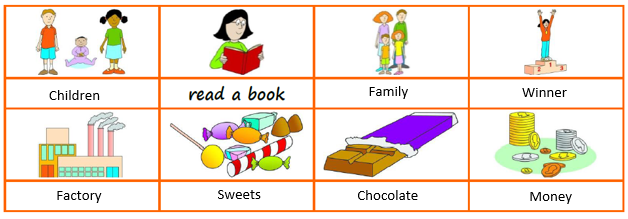 Children
read a book
Family
Winner
Factory
Sweets
Chocolate
Money